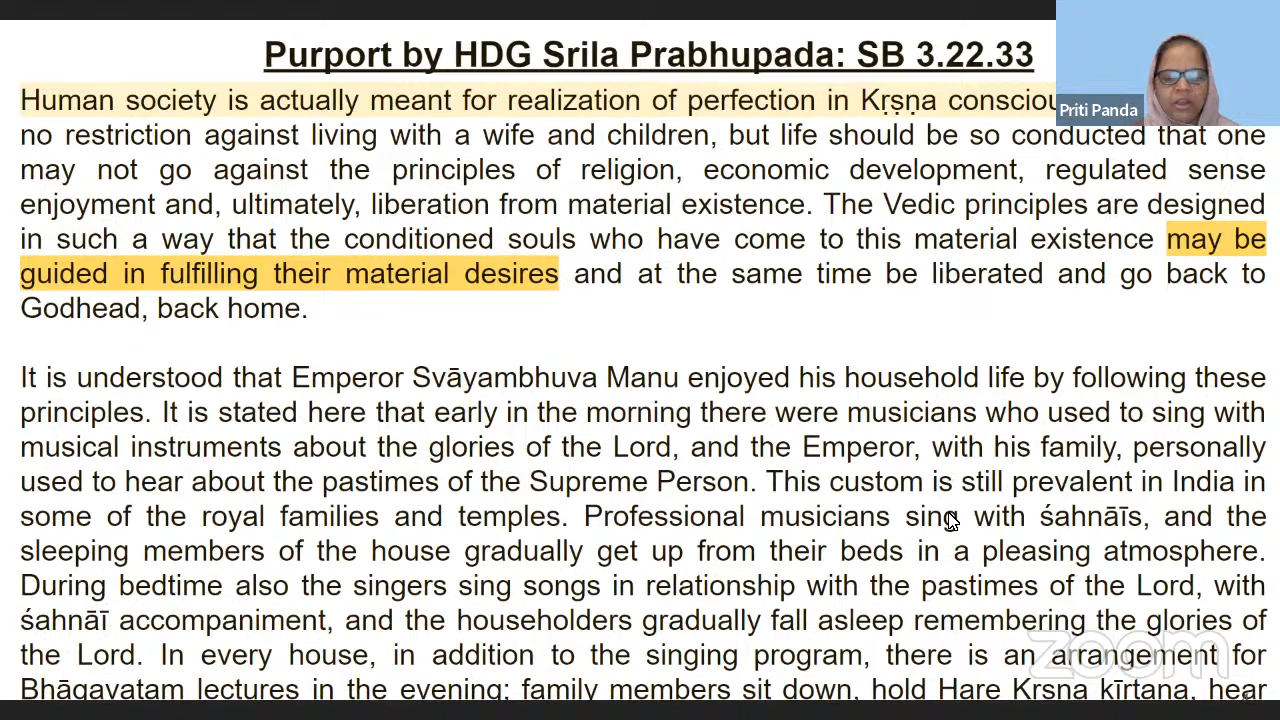 Purport by HDG Srila Prabhupada: SB 3.22.33
Priti Panda
Human society is actually meant for realization of perfection in Kṛṣṇa
no restriction against living with a wife and children, but life should be so conducted that one
may not go against the principles of religion, economic development, regulated sense
enjoyment and, ultimately, liberation from material existence. The Vedic principles are designed
in such a way that the conditioned souls who have come to this material existence may be
guided in fulfilling their material desires and at the same time be liberated and go back to
Godhead, back home.
It is understood that Emperor Svāyambhuva Manu enjoyed his household life by following these
principles. It is stated here that early in the morning there were musicians who used to sing with
musical instruments about the glories of the Lord, and the Emperor, with his family, personally
used to hear about the pastimes of the Supreme Person. This custom is still prevalent in India in
some of the royal families and temples. Professional musicians sing with śahnāīs, and the
sleeping members of the house gradually get up from their beds in a pleasing atmosphere.
During bedtime also the singers sing songs in relationship with the pastimes of the Lord, with
śahnāī accompaniment, and the householders gradually fall asleep remembering the glories of
the Lord. In every house, in addition to the singing program, there is an arrangement for
Bhāgavatam lectures in the evening; family members sit down, hold Hare Kṛṣṇa kīrtana, hear
zoom